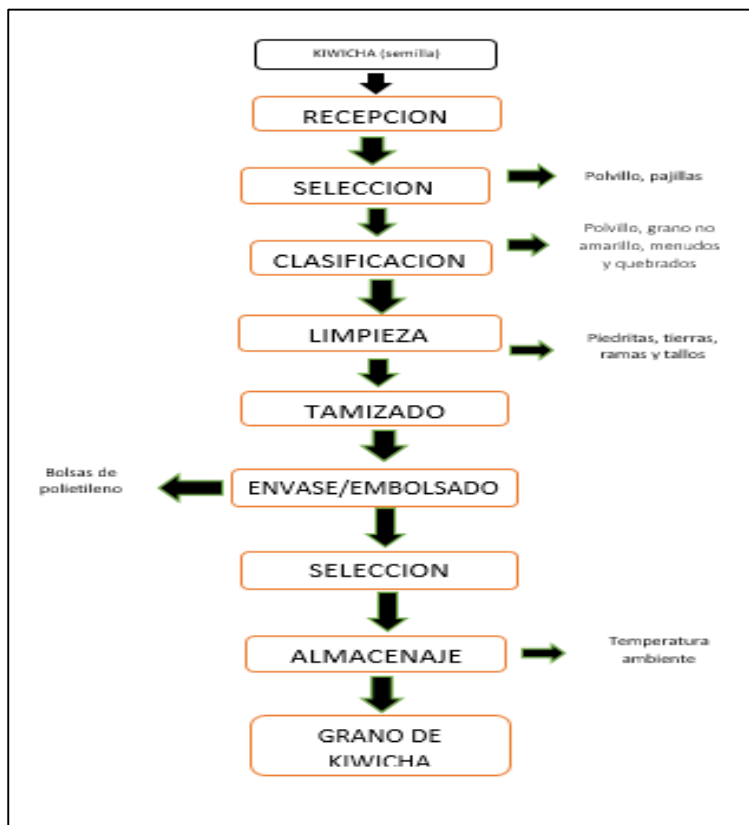 KIWICHA (semilla)
RECEPCION
SELECCION
Polvillo, pajillas
CLASIFICACION
Polvillo, grano no
amarillo, menudos
y quebrados
LIMPIEZA
Piedritas, tierras,
ramas y tallos
TAMIZADO
Bolsas de
polietileno
ENVASE/EMBOLSADO
SELECCION
ALMACENAJE
Temperatura
ambiente
GRANO DE
KIWICHA